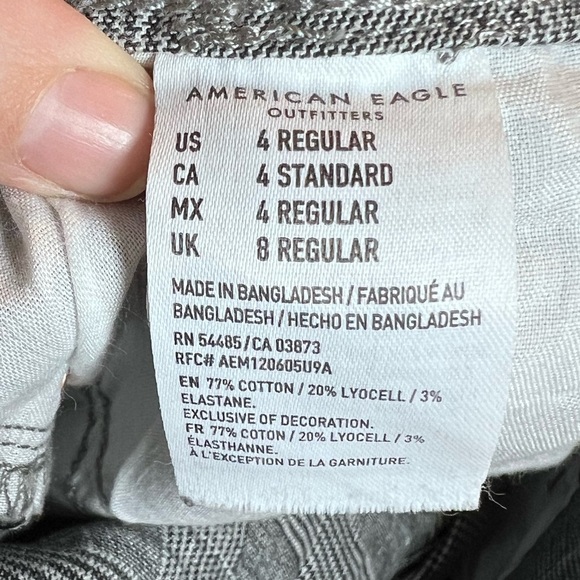 AMERICAN EAGLE
OUTFITTERS
US 4 REGULAR
CA 4 STANDARD
MX 4 REGULAR
UK 8 REGULAR
MADE IN BANGLADESH / FABRIQUÉ AU
BANGLADESH / HECHO EN BANGLADESH
RN 54485 / CA 03873
RFC# AEM120605U9A
EN 77% COTTON / 20% LYOCELL / 3%
ELASTANE.
EXCLUSIVE OF DECORATION.
FR 77% COTON / 20% LYOCELL / 3%
ÉLASTHANNE.
À L'EXCEPTION DE LA GARNITURE.